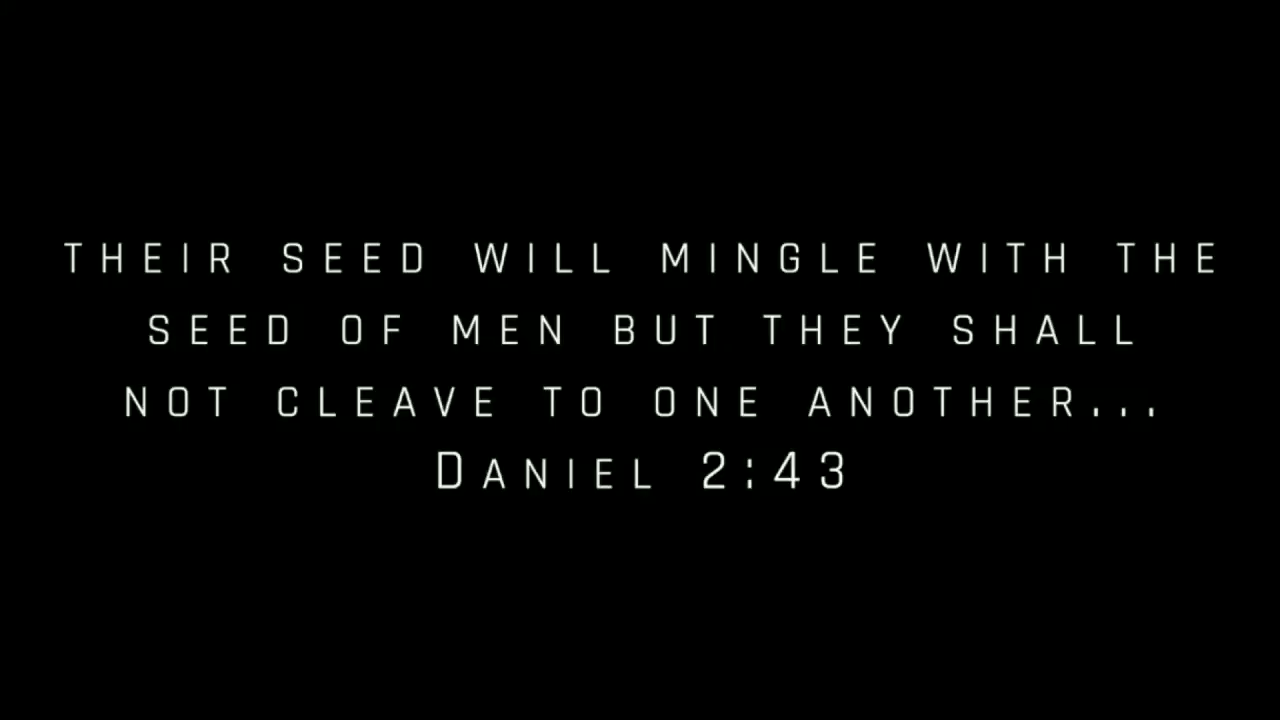 THEIR SEED WILL MINGLE WITH THE
SEED OF MEN BUT THEY SHALL
NOT CLEAVE TO ONE ANOTHER...
DANIEL 2:43